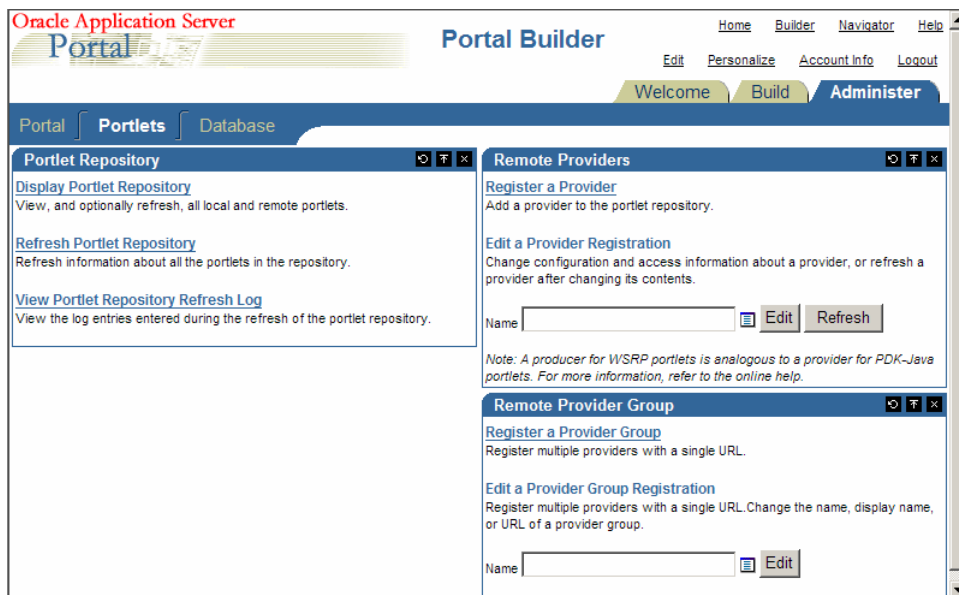 Oracle Application Server
Portal
Portal Builder
Home Builder Navigator Help
Edit Personalize Account Info Logout
Welcome Build Administer
Portal Portlets Database
Portlet Repository
Display Portlet Repository
View, and optionally refresh, all local and remote portlets.
Refresh Portlet Repository
Refresh information about all the portlets in the repository.
View Portlet Repository Refresh Log
View the log entries entered during the refresh of the portlet repository.
Remote Providers
Register a Provider
Add a provider to the portlet repository.
Edit a Provider Registration
Change configuration and access information about a provider, or refresh a
provider after changing its contents.
Name Edit Refresh
Note: A producer for WSRP portlets is analogous to a provider for PDK-Java
portlets. For more information, refer to the online help.
Remote Provider Group
Register a Provider Group
Register multiple providers with a single URL.
Edit a Provider Group Registration
Register multiple providers with a single URL.Change the name, display name,
or URL of a provider group.
Name Edit